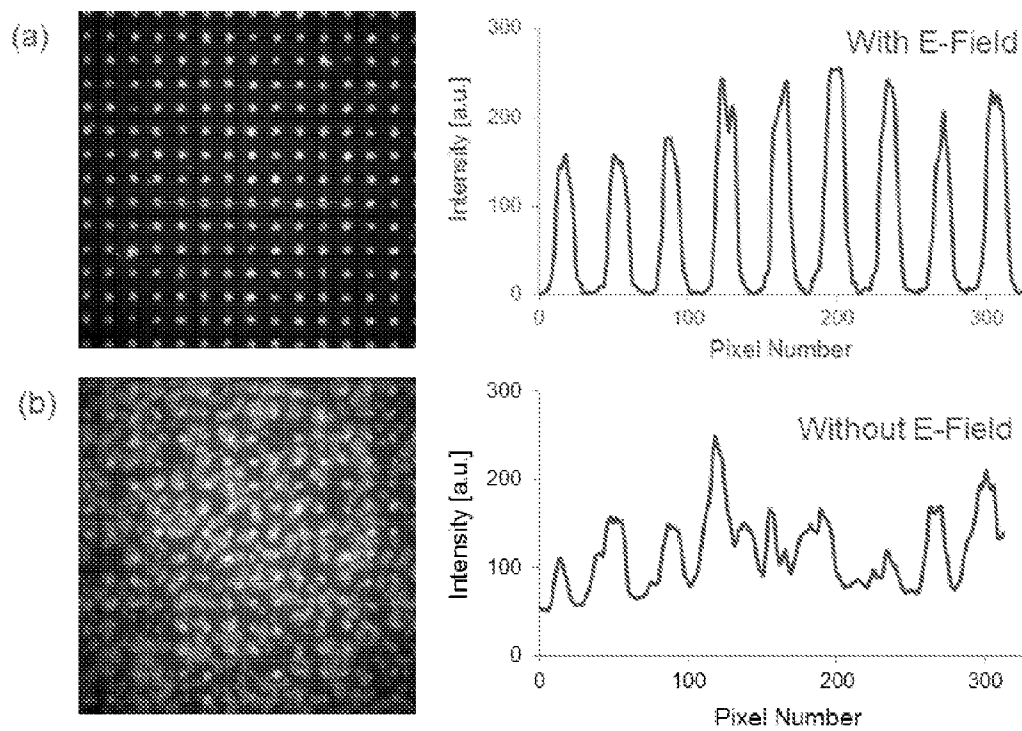 (a)
With E-Field
Intensity [a.u.]
300
200
100
0
0 100 200 300
Pixel Number
(b)
Without E-Field
Intensity [a.u.]
300
200
100
0
0 100 200 300
Pixel Number